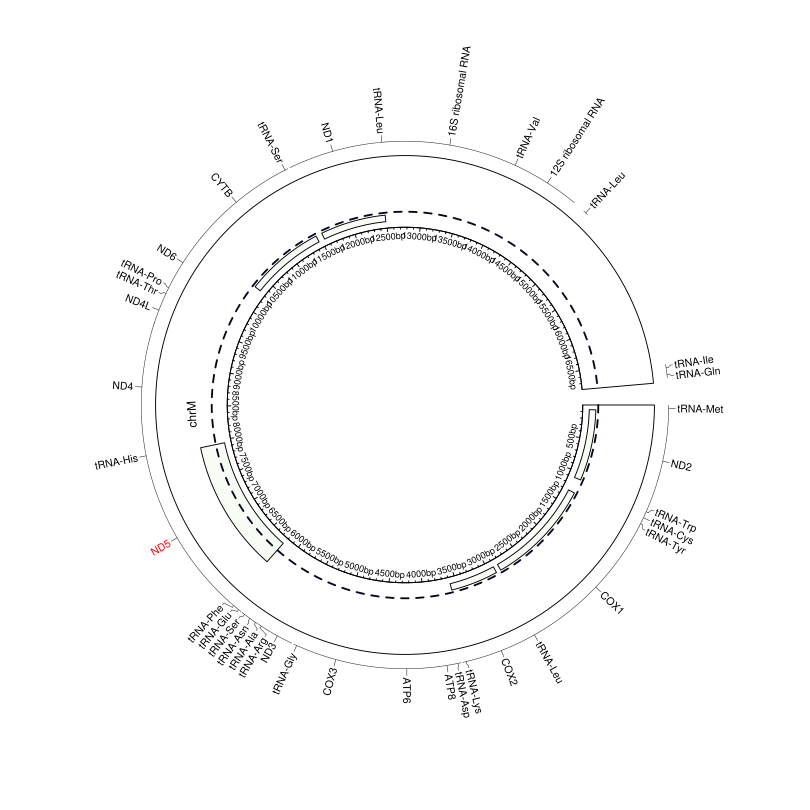 tRNA-Met
ND2
tRNA-Trp
tRNA-Cys
tRNA-Tyr
COX1
tRNA-Leu
COX2
tRNA-Lys
tRNA-Asp
ATP8
ATP6
COX3
tRNA-Gly
ND3
tRNA-Arg
tRNA-Ala
tRNA-Asn
tRNA-Ser
tRNA-Glu
tRNA-Phe
ND5
tRNA-His
ND4
ND4L
tRNA-Thr
tRNA-Pro
ND6
CYTB
tRNA-Ser
ND1
tRNA-Leu
16S ribosomal RNA
tRNA-Val
12S ribosomal RNA
tRNA-Leu
tRNA-Ile
tRNA-Gln
chrM
500bp
1000bp
1500bp
2000bp
2500bp
3000bp
3500bp
4000bp
4500bp
5000bp
5500bp
6000bp
6500bp
7000bp
7500bp
8000bp
8500bp
9000bp
9500bp
10000bp
10500bp
11000bp
11500bp
12000bp
12500bp
13000bp
13500bp
14000bp
14500bp
15000bp
15500bp
16000bp
16500bp